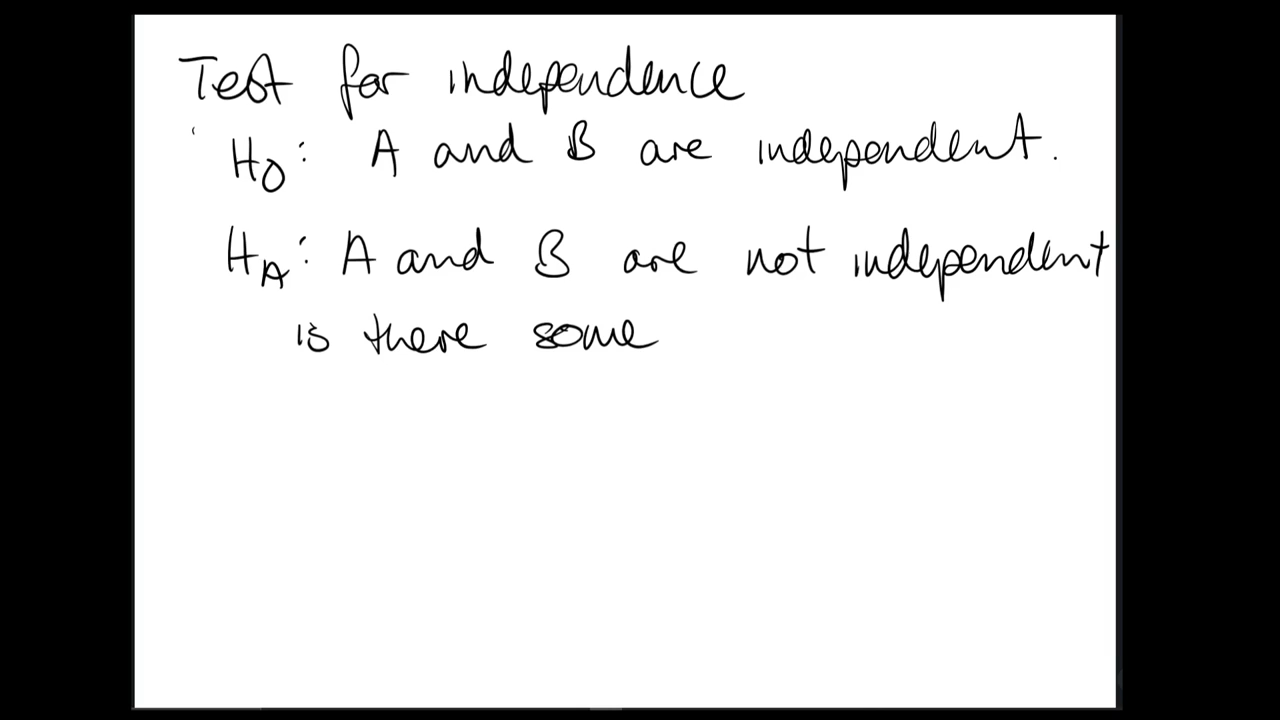 Test for independence
H0: A and B are independent.
HA: A and B are not independent
is there some